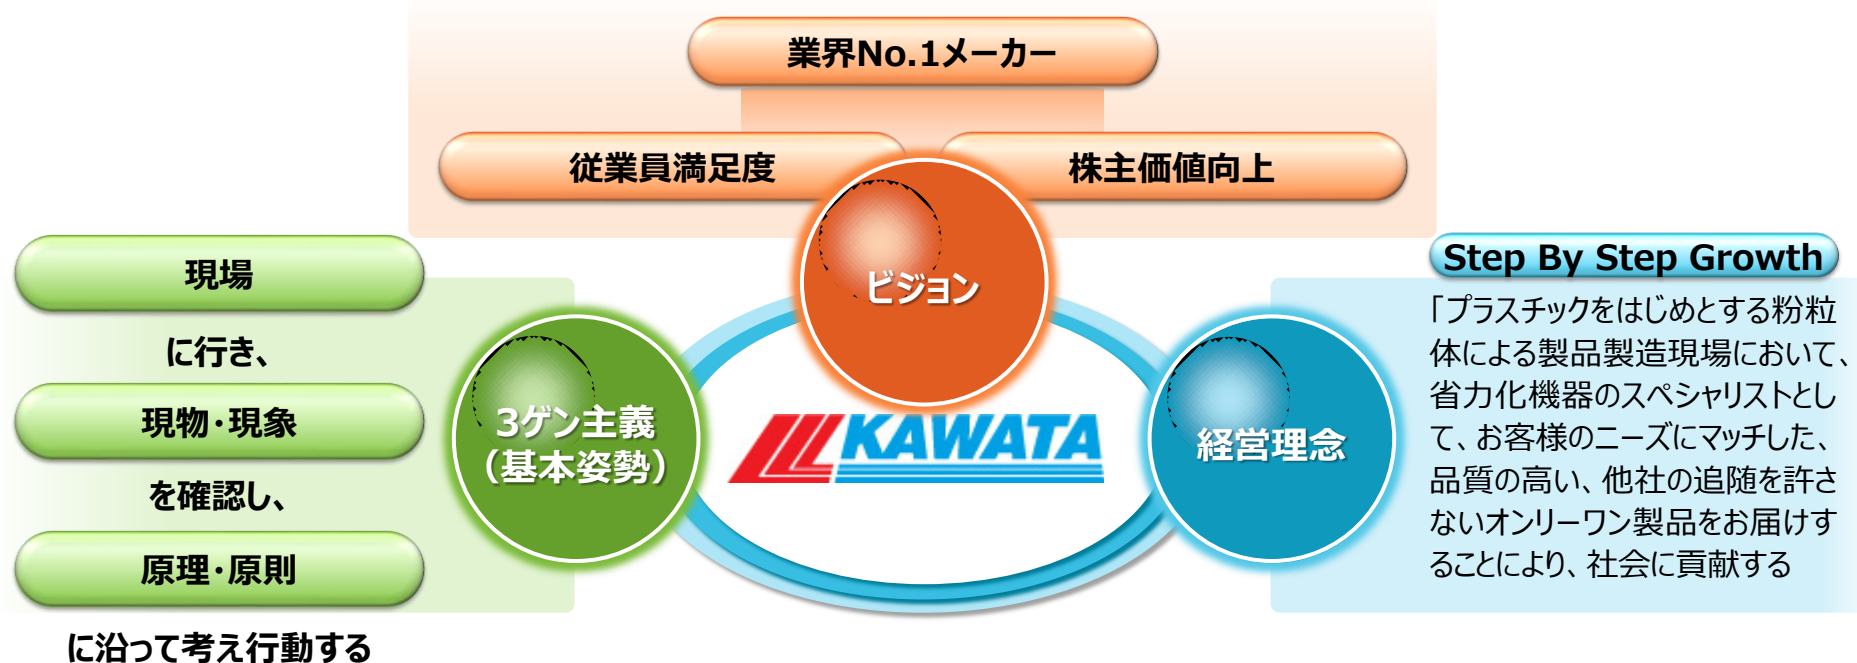 業界No.1メーカー
従業員満足度
株主価値向上
ビジョン
現場
に行き、
現物・現象
を確認し、
原理・原則
に沿って考え行動する
3ゲン主義
（基本姿勢）
KAWATA
経営理念
Step By Step Growth
「プラスチックをはじめとする粉粒
体による製品製造現場において、
省力化機器のスペシャリストとし
て、お客様のニーズにマッチした、
品質の高い、他社の追随を許さ
ないオンリーワン製品をお届けす
ることにより、社会に貢献する